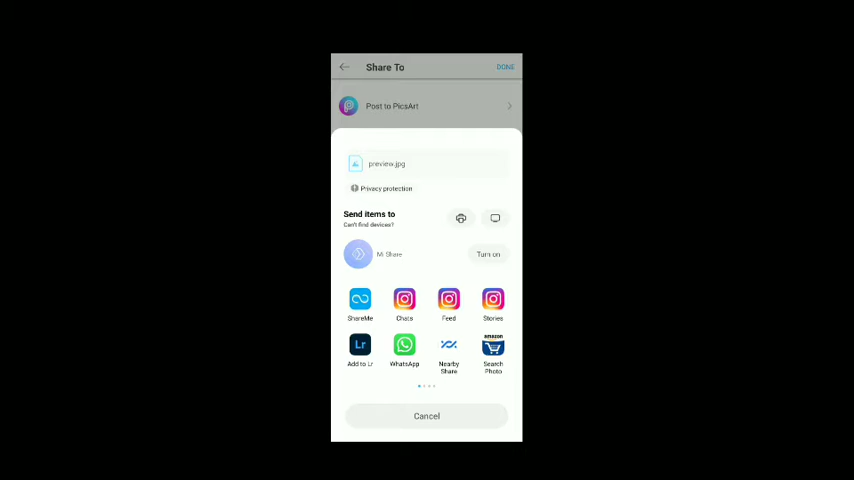 Share To
DONE
Post to PicsArt
preview.jpg
Privacy protection
Send items to
Can't find devices?
Mi Share
Turn on
ShareMe
Chats
Feed
Stories
Lr
amazon
Add to Lr
WhatsApp
Nearby
Share
Search
Photo
Cancel